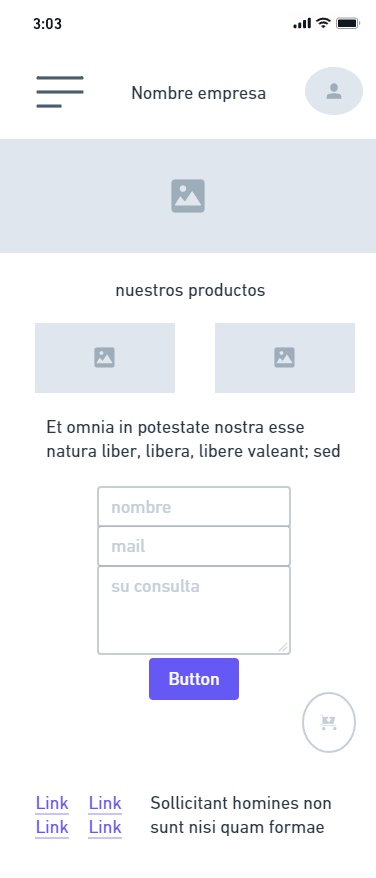 3:03
Nombre empresa
nuestros productos
Et omnia in potestate nostra esse
natura liber, libera, libere valeant; sed
nombre
mail
su consulta
Button
Link Link Sollicitant homines non
Link Link sunt nisi quam formae